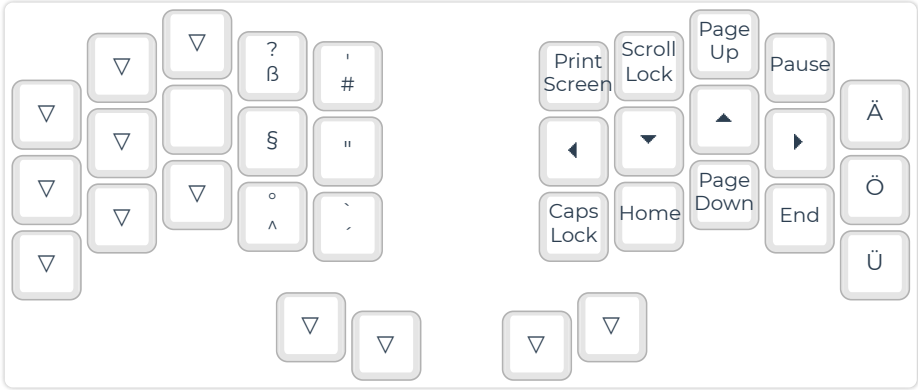 ▽ ▽ ▽ ?
ß '
#
▽ ▽ § "
▽ ▽ ▽ °
^ `
´
▽ ▽
Print
Screen
Scroll
Lock
Page
Up
Pause
Ä
Ö
Caps
Lock
Home
Page
Down
End
Ü
▽ ▽